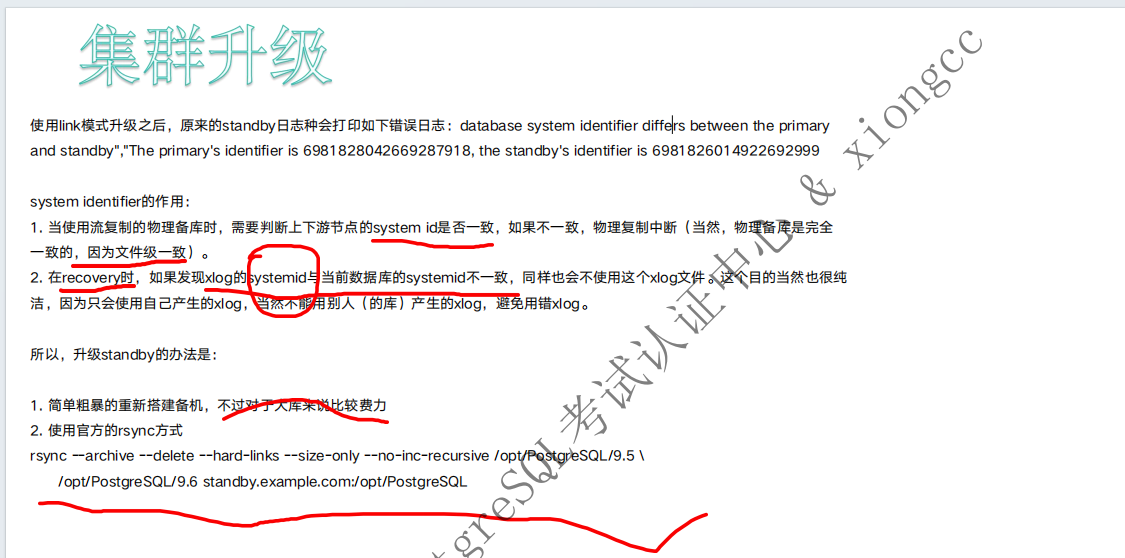 集群升级
使用link模式升级之后，原来的standby日志种会打印如下错误日志：database system identifier differs between the primary
and standby","The primary's identifier is 6981828042669287918, the standby's identifier is 6981826014922692999
system identifier的作用：
1. 当使用流复制的物理备库时，需要判断上下游节点的system id是否一致，如果不一致，物理复制中断（当然，物理备库是完全
一致的，因为文件级一致）。
2. 在recovery时，如果发现xlog的systemid与当前数据库的systemid不一致，同样也会不使用这个xlog文件。这个目的当然也很纯
洁，因为只会使用自己产生的xlog，当然不能用别人（的库）产生的xlog，避免用错xlog。
所以，升级standby的办法是：
1. 简单粗暴的重新搭建备机，不过对于大库来说比较费力
2. 使用官方的rsync方式
rsync --archive --delete --hard-links --size-only --no-inc-recursive /opt/PostgreSQL/9.5 \
/opt/PostgreSQL/9.6 standby.example.com:/opt/PostgreSQL
stgreSQL考试认证中心 & xiongcc